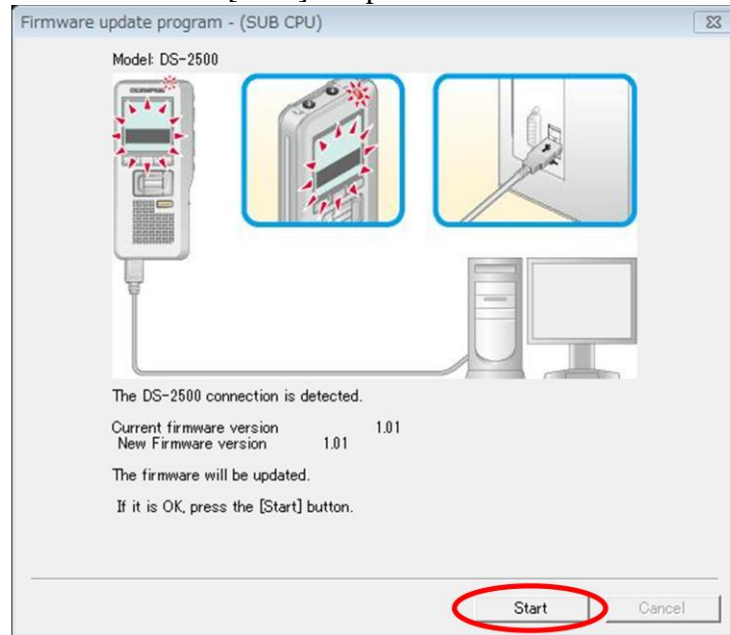 Firmware update program - (SUB CPU)
Model: DS-2500
OLYMPUS
The DS-2500 connection is detected.
Current firmware version 1.01
New Firmware version 1.01
The firmware will be updated.
If it is OK, press the [Start] button.
Start Cancel